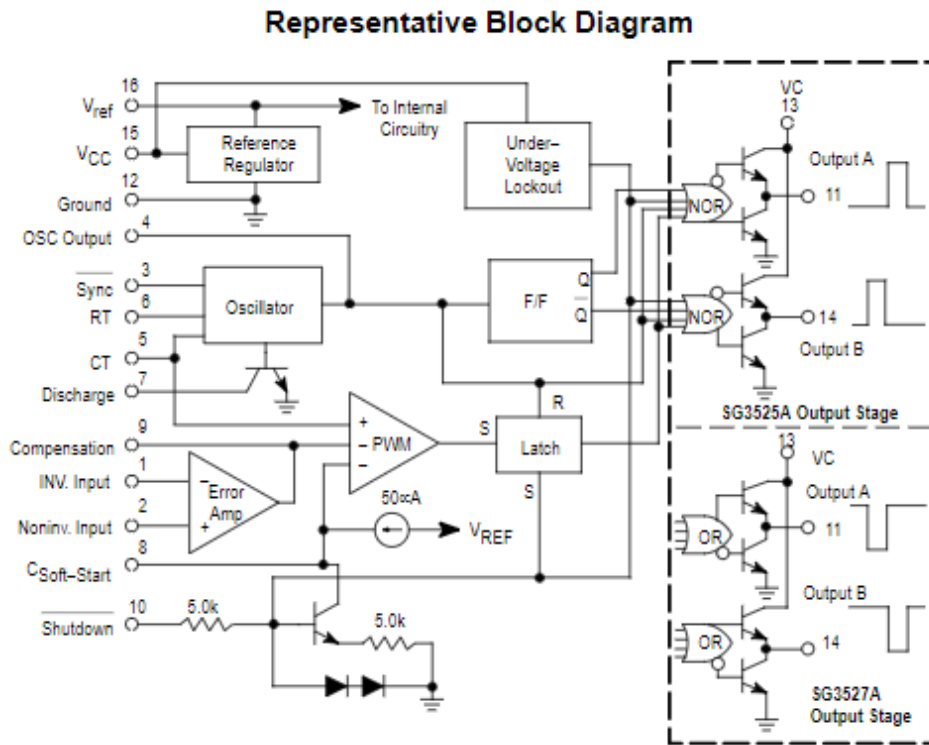 Representative Block Diagram
16
Vref
To Internal
Circuitry
15
VCC
Reference
Regulator
Under–
Voltage
Lockout
12
Ground
4
OSC Output
3
Sync
6
RT
5
CT
7
Discharge
Oscillator
F/F
Q
Q
NOR
NOR
VC
13
Output A
11
14
Output B
SG3525A Output Stage
9
Compensation
1
INV. Input
2
Noninv. Input
8
CSoft–Start
10
Shutdown
–
+
Error
Amp
+
–
–
PWM
S
R
Latch
S
50∝A
VREF
5.0k
5.0k
13
VC
Output A
11
OR
Output B
14
OR
SG3527A
Output Stage